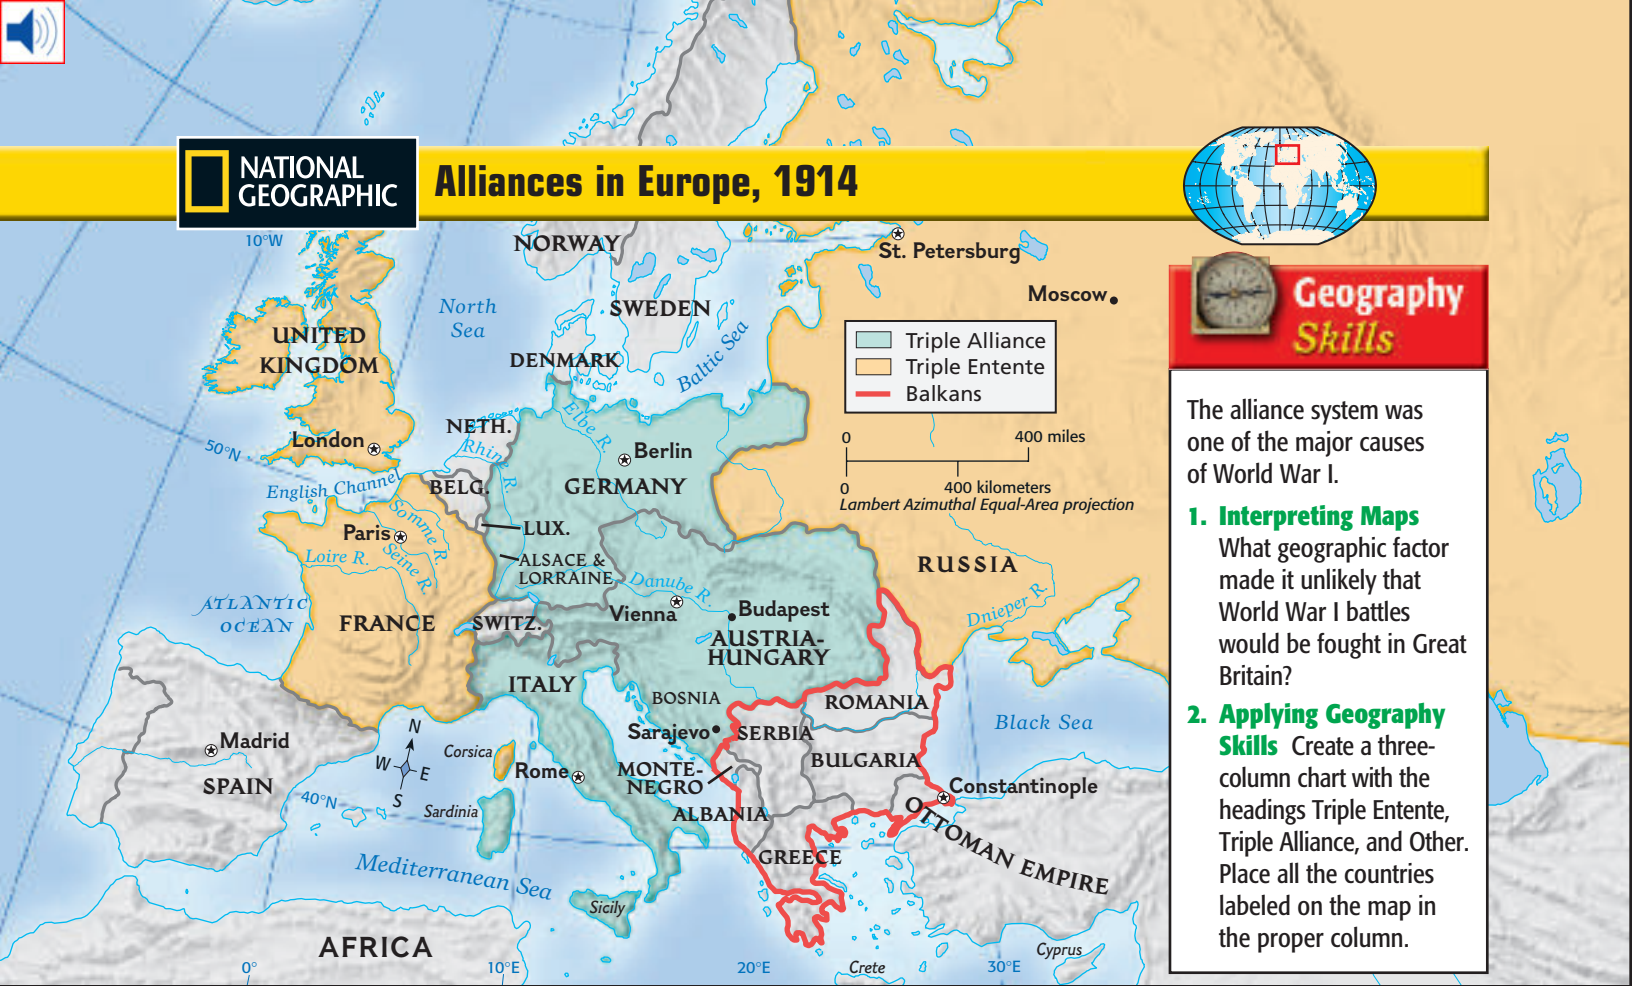 NATIONAL
GEOGRAPHIC
Alliances in Europe, 1914
10°W
NORWAY
St. Petersburg
North
Sea
SWEDEN
Moscow
UNITED
KINGDOM
DENMARK
Baltic Sea
Triple Alliance
Triple Entente
Balkans
NETH.
Elbe R.
London
50°N
Rhine R.
Berlin
0
400 miles
English Channel
BELG.
GERMANY
0
400 kilometers
Lambert Azimuthal Equal-Area projection
Somme R.
Paris
LUX.
Loire R.
Seine R.
ALSACE &
LORRAINE
RUSSIA
Danube R.
Dnieper R.
ATLANTIC
OCEAN
FRANCE
SWITZ.
Vienna
Budapest
AUSTRIA-
HUNGARY
ITALY
BOSNIA
ROMANIA
Black Sea
N
W
E
S
Madrid
SPAIN
Corsica
Sarajevo
SERBIA
BULGARIA
Rome
MONTE-
NEGRO
Constantinople
40°N
Sardinia
ALBANIA
OTTOMAN EMPIRE
GREECE
Mediterranean Sea
Sicily
AFRICA
Cyprus
Crete
0°
10°E
20°E
30°E
Geography
Skills
The alliance system was
one of the major causes
of World War I.
1. Interpreting Maps
What geographic factor
made it unlikely that
World War I battles
would be fought in Great
Britain?
2. Applying Geography
Skills Create a three-
column chart with the
headings Triple Entente,
Triple Alliance, and Other.
Place all the countries
labeled on the map in
the proper column.